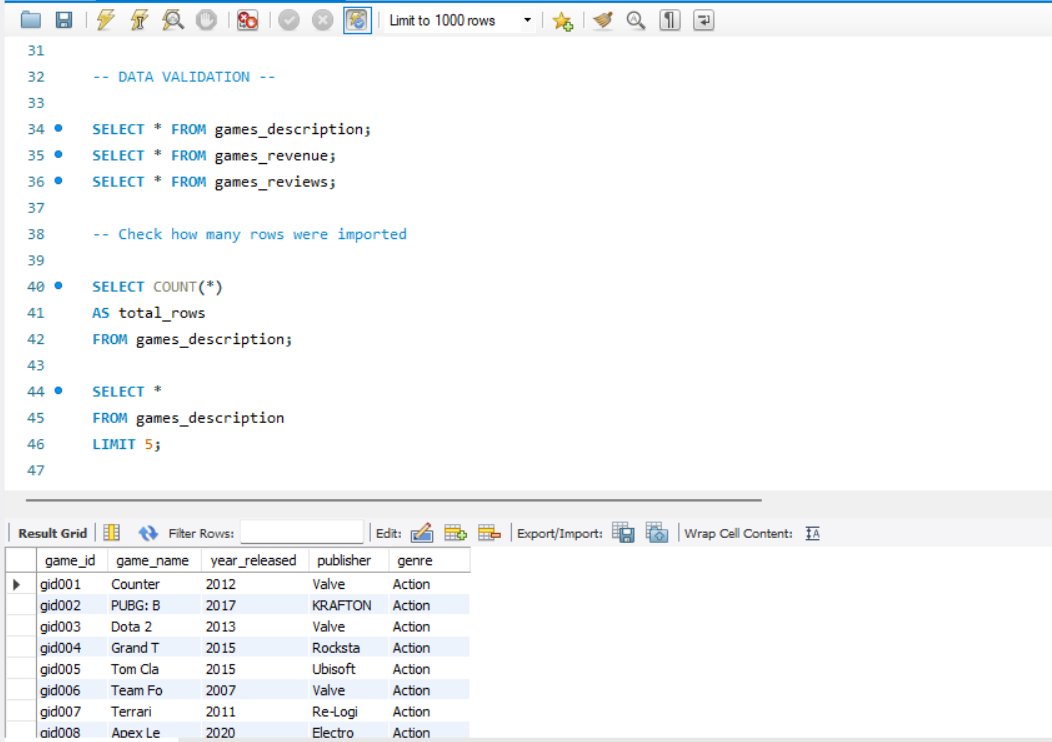 Limit to 1000 rows
31
32 -- DATA VALIDATION --
33
34 SELECT * FROM games_description;
35 SELECT * FROM games_revenue;
36 SELECT * FROM games_reviews;
37
38 -- Check how many rows were imported
39
40 SELECT COUNT(*)
41 AS total_rows
42 FROM games_description;
43
44 SELECT *
45 FROM games_description
46 LIMIT 5;
47
Result Grid Filter Rows: Edit: Export/Import: Wrap Cell Content: IA
game_id game_name year_released publisher genre
gid001 Counter 2012 Valve Action
gid002 PUBG: B 2017 KRAFTON Action
gid003 Dota 2 2013 Valve Action
gid004 Grand T 2015 Rocksta Action
gid005 Tom Cla 2015 Ubisoft Action
gid006 Team Fo 2007 Valve Action
gid007 Terrari 2011 Re-Logi Action
gid008 Apex Le 2020 Electro Action